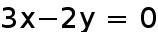 3x−2y = 0